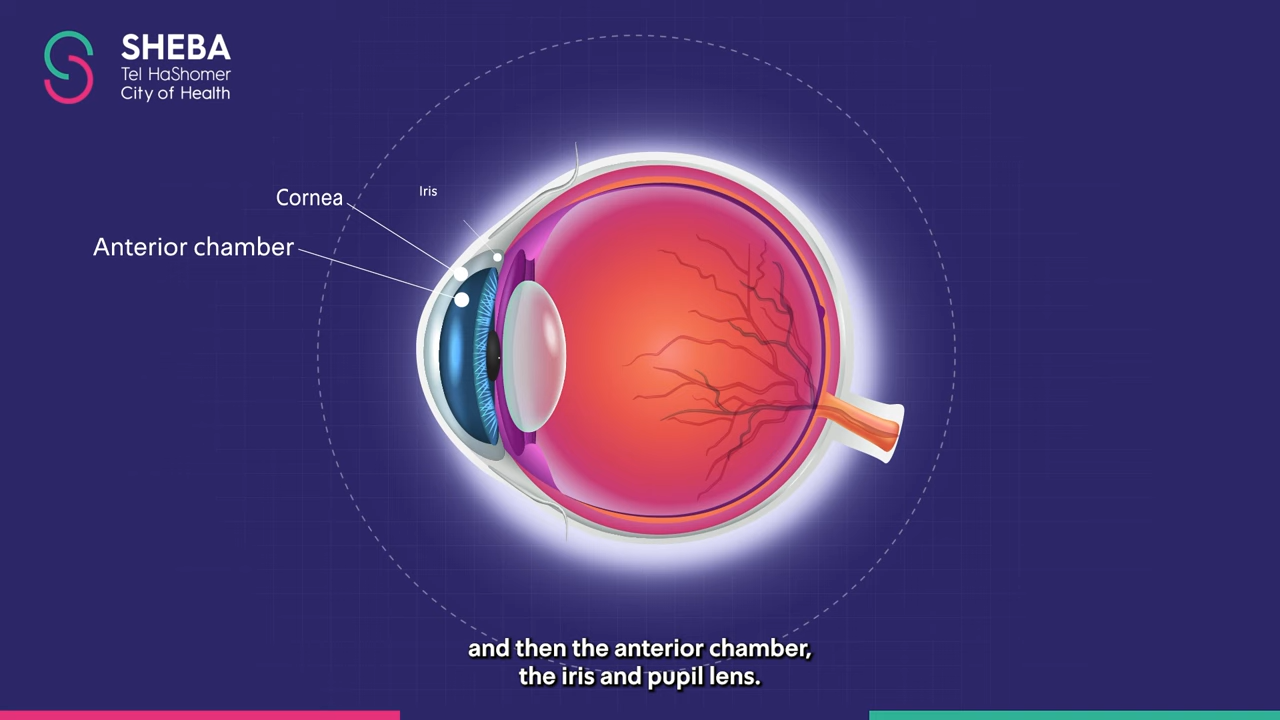 SHEBA
Tel HaShomer
City of Health
Cornea
Iris
Anterior chamber
and then the anterior chamber,
the iris and pupil lens.